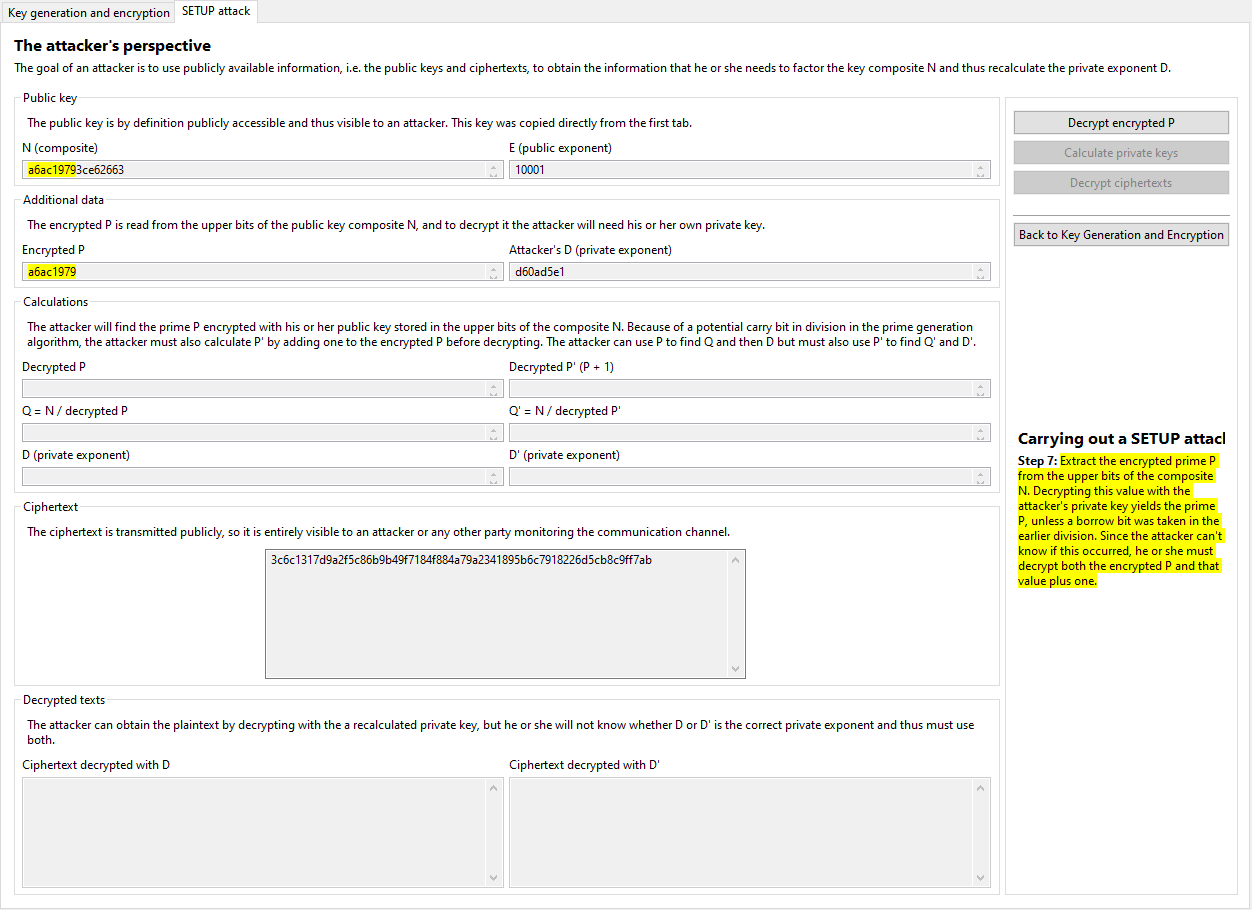 Key generation and encryption
SETUP attack
The attacker's perspective
The goal of an attacker is to use publicly available information, i.e. the public keys and ciphertexts, to obtain the information that he or she needs to factor the key composite N and thus recalculate the private exponent D.
Public key
The public key is by definition publicly accessible and thus visible to an attacker. This key was copied directly from the first tab.
N (composite)
E (public exponent)
a6ac19793ce62663
10001
Additional data
The encrypted P is read from the upper bits of the public key composite N, and to decrypt it the attacker will need his or her own private key.
Encrypted P
Attacker's D (private exponent)
a6ac1979
d60ad5e1
Calculations
The attacker will find the prime P encrypted with his or her public key stored in the upper bits of the composite N. Because of a potential carry bit in division in the prime generation
algorithm, the attacker must also calculate P' by adding one to the encrypted P before decrypting. The attacker can use P to find Q and then D but must also use P' to find Q' and D'.
Decrypted P
Decrypted P' (P + 1)
Q = N / decrypted P
Q' = N / decrypted P'
D (private exponent)
D' (private exponent)
Ciphertext
The ciphertext is transmitted publicly, so it is entirely visible to an attacker or any other party monitoring the communication channel.
3c6c1317d9a2f5c86b9b49f7184f884a79a2341895b6c7918226d5cb8c9ff7ab
Decrypted texts
The attacker can obtain the plaintext by decrypting with the a recalculated private key, but he or she will not know whether D or D' is the correct private exponent and thus must use
both.
Ciphertext decrypted with D
Ciphertext decrypted with D'
Decrypt encrypted P
Calculate private keys
Decrypt ciphertexts
Back to Key Generation and Encryption
Carrying out a SETUP attacl
Step 7: Extract the encrypted prime P
from the upper bits of the composite
N. Decrypting this value with the
attacker's private key yields the prime
P, unless a borrow bit was taken in the
earlier division. Since the attacker can't
know if this occurred, he or she must
decrypt both the encrypted P and that
value plus one.